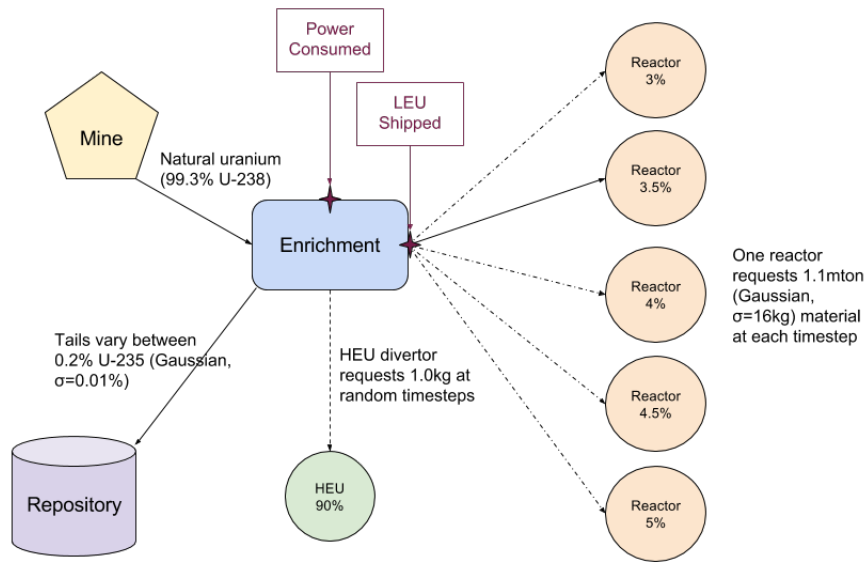 Power
Consumed
LEU
Shipped
Mine
Natural uranium
(99.3% U-238)
Enrichment
Tails vary between
0.2% U-235 (Gaussian,
σ=0.01%)
HEU divertor
requests 1.0kg at
random timesteps
Repository
HEU
90%
Reactor
3%
Reactor
3.5%
Reactor
4%
Reactor
4.5%
Reactor
5%
One reactor
requests 1.1mton
(Gaussian,
σ=16kg) material
at each timestep